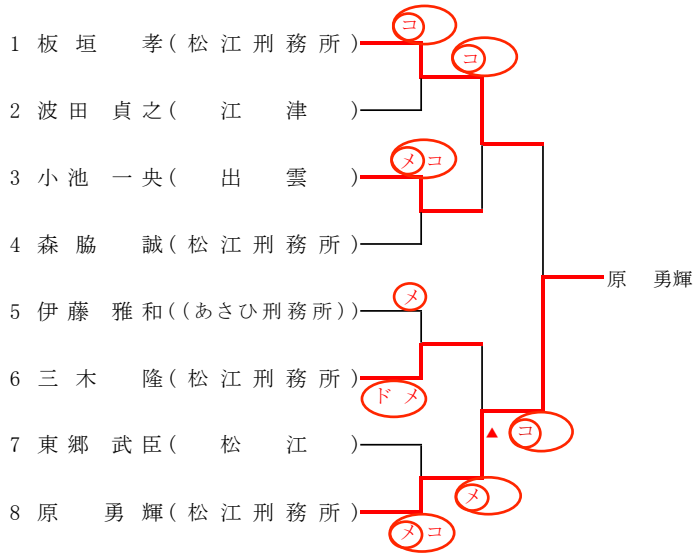 コ
1 板垣 孝(松江刑務所)
コ
2 波田 貞之(江津)
メコ
3 小池 一央(出雲)
4 森脇 誠(松江刑務所)
原 勇輝
メ
5 伊藤 雅和((あさひ刑務所))
6 三木 隆(松江刑務所)
ドメ
▲ コ
7 東郷 武臣(松江)
メ
8 原 勇輝(松江刑務所)
メコ